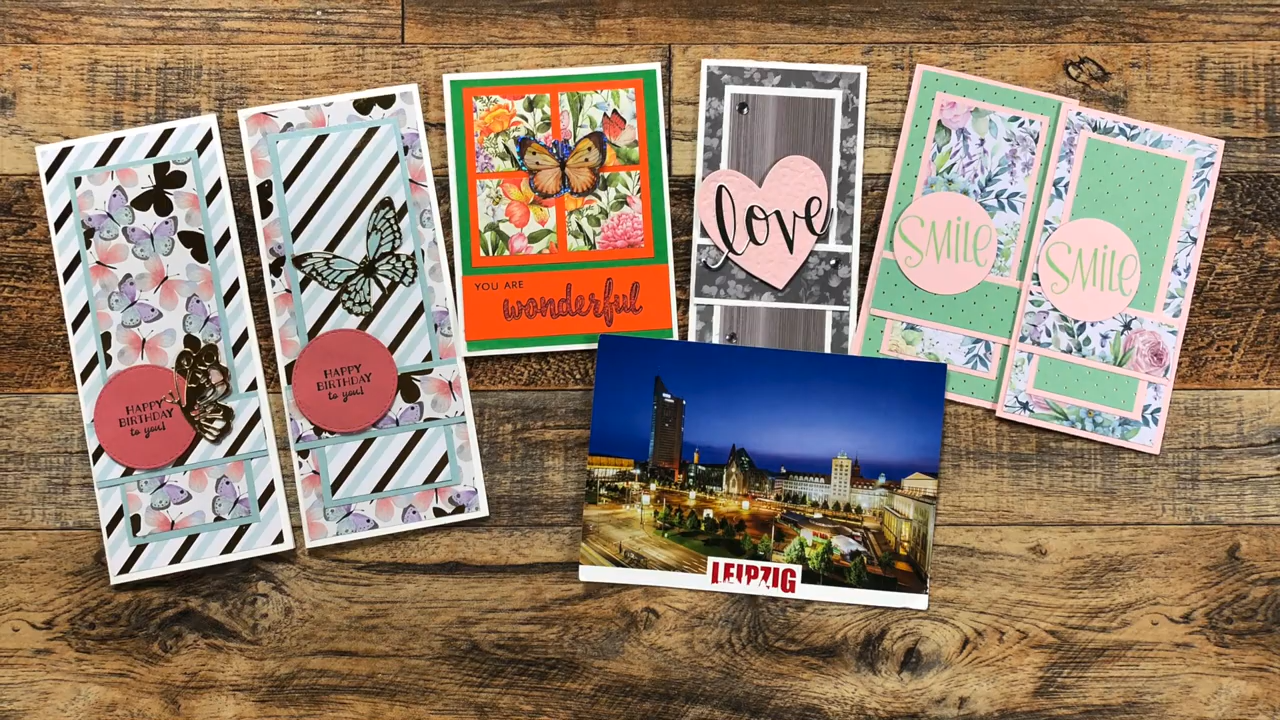 HAPPY
BIRTHDAY
to you!
HAPPY
BIRTHDAY
to you!
YOU ARE
wonderful
love
SMiLE
SMiLE
LEIPZIG